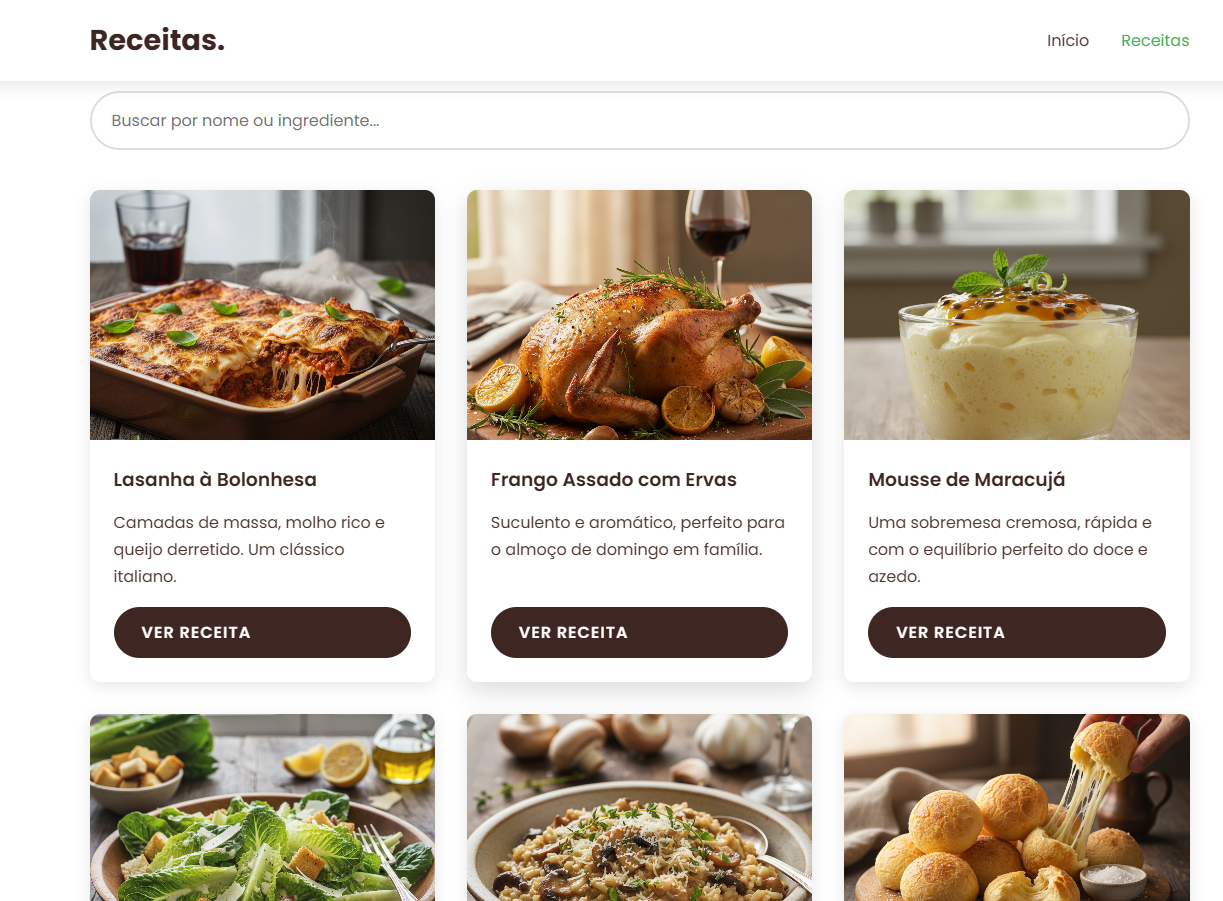 Receitas.
Início
Receitas
Buscar por nome ou ingrediente...
Lasanha à Bolonhesa
Camadas de massa, molho rico e
queijo derretido. Um clássico
italiano.
VER RECEITA
Frango Assado com Ervas
Suculento e aromático, perfeito para
o almoço de domingo em família.
VER RECEITA
Mousse de Maracujá
Uma sobremesa cremosa, rápida e
com o equilíbrio perfeito do doce e
azedo.
VER RECEITA